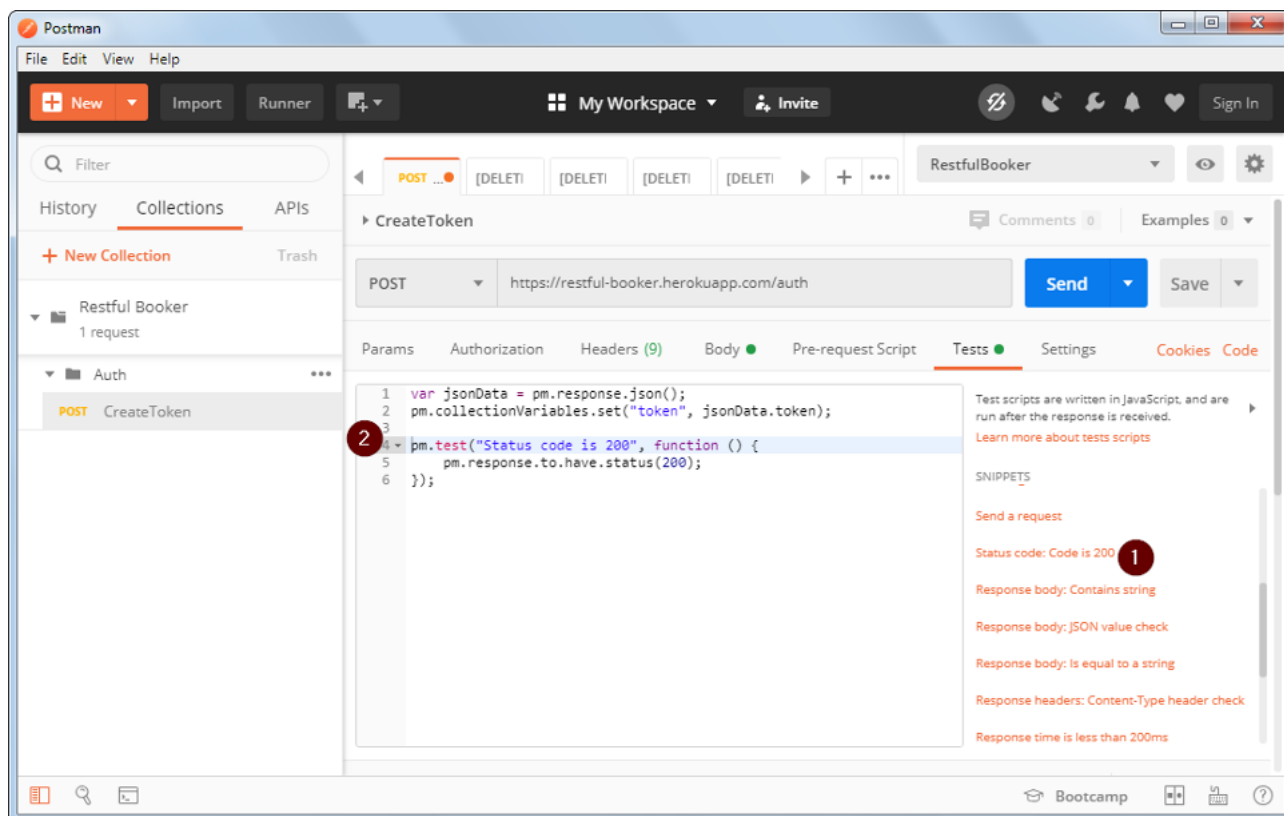 Postman
File Edit View Help
New Import Runner My Workspace Invite Sign In
Filter
History Collections APIs
+ New Collection Trash
Restful Booker
1 request
Auth •••
POST CreateToken
POST ... [DELETI [DELETI [DELETI [DELETI + •••
RestfulBooker
CreateToken Comments 0 Examples 0
POST https://restful-booker.herokuapp.com/auth Send Save
Params Authorization Headers (9) Body Pre-request Script Tests Settings Cookies Code
1 var jsonData = pm.response.json();
2 pm.collectionVariables.set("token", jsonData.token);
3
2
4 pm.test("Status code is 200", function () {
5 pm.response.to.have.status(200);
6 });
Test scripts are written in JavaScript, and are
run after the response is received.
Learn more about tests scripts
SNIPPETS
Send a request
Status code: Code is 200 1
Response body: Contains string
Response body: JSON value check
Response body: Is equal to a string
Response headers: Content-Type header check
Response time is less than 200ms
Bootcamp